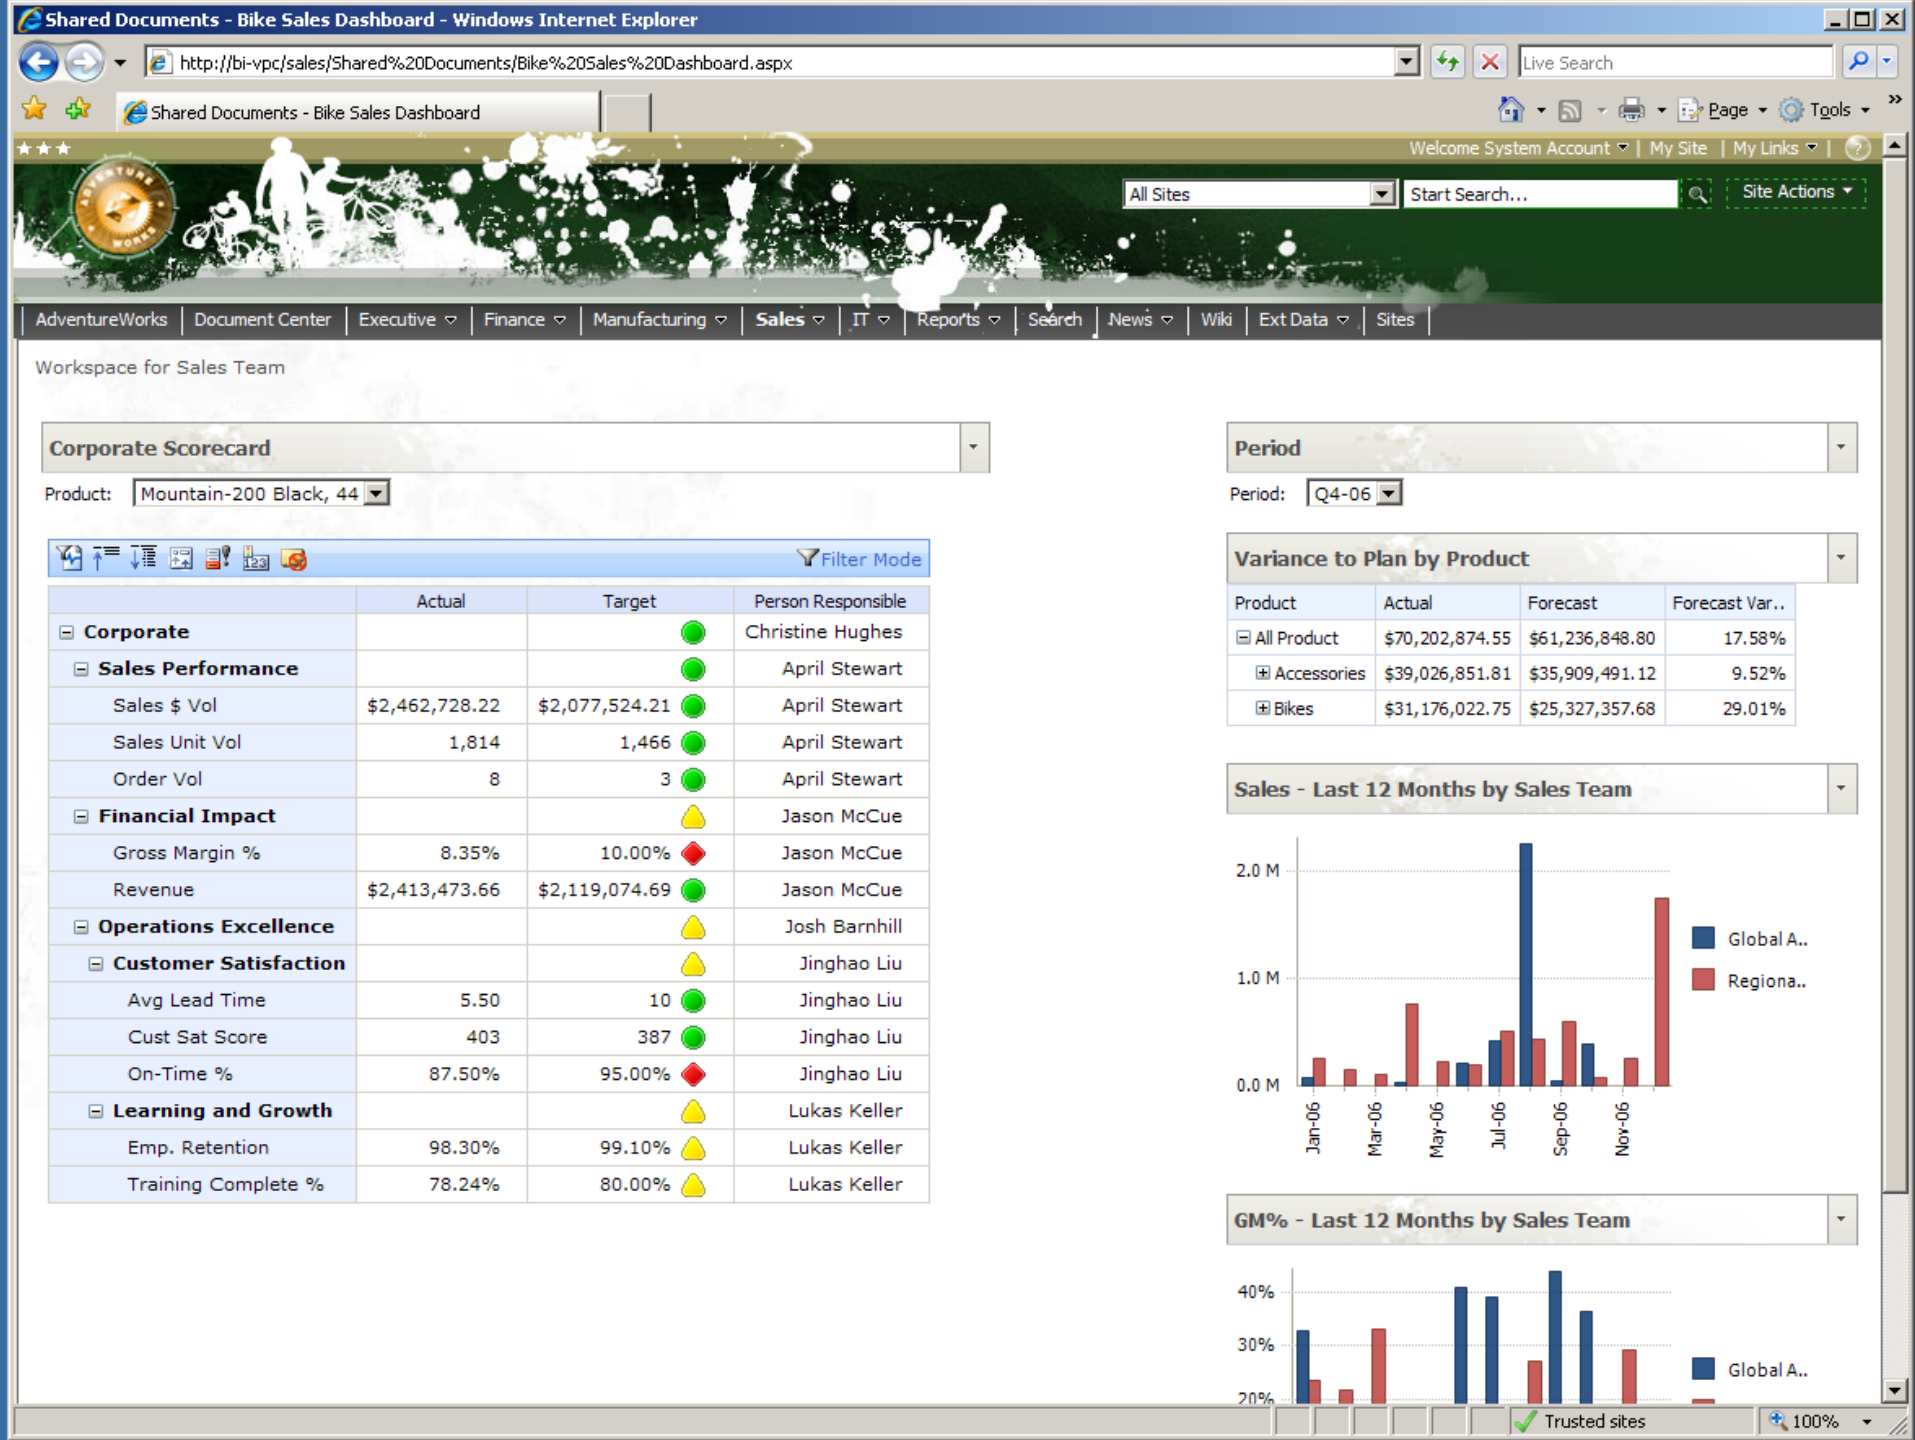 Shared Documents - Bike Sales Dashboard - Windows Internet Explorer
http://bi-vpc/sales/Shared%20Documents/Bike%20Sales%20Dashboard.aspx
Live Search
Shared Documents - Bike Sales Dashboard
Page
Tools
Welcome System Account | My Site | My Links |
ADVENTURE WORKS
All Sites
Start Search...
Site Actions
AdventureWorks | Document Center | Executive | Finance | Manufacturing | Sales | IT | Reports | Search | News | Wiki | Ext Data | Sites
Workspace for Sales Team
Corporate Scorecard
Product: Mountain-200 Black, 44
Filter Mode
Actual Target Person Responsible
Corporate Christine Hughes
Sales Performance April Stewart
Sales $ Vol $2,462,728.22 $2,077,524.21 April Stewart
Sales Unit Vol 1,814 1,466 April Stewart
Order Vol 8 3 April Stewart
Financial Impact Jason McCue
Gross Margin % 8.35% 10.00% Jason McCue
Revenue $2,413,473.66 $2,119,074.69 Jason McCue
Operations Excellence Josh Barnhill
Customer Satisfaction Jinghao Liu
Avg Lead Time 5.50 10 Jinghao Liu
Cust Sat Score 403 387 Jinghao Liu
On-Time % 87.50% 95.00% Jinghao Liu
Learning and Growth Lukas Keller
Emp. Retention 98.30% 99.10% Lukas Keller
Training Complete % 78.24% 80.00% Lukas Keller
Period
Period: Q4-06
Variance to Plan by Product
Product Actual Forecast Forecast Var..
All Product $70,202,874.55 $61,236,848.80 17.58%
Accessories $39,026,851.81 $35,909,491.12 9.52%
Bikes $31,176,022.75 $25,327,357.68 29.01%
Sales - Last 12 Months by Sales Team
2.0 M
1.0 M
0.0 M
Jan-06 Mar-06 May-06 Jul-06 Sep-06 Nov-06
Global A..
Regiona..
GM% - Last 12 Months by Sales Team
40%
30%
20%
Global A..
Trusted sites
100%